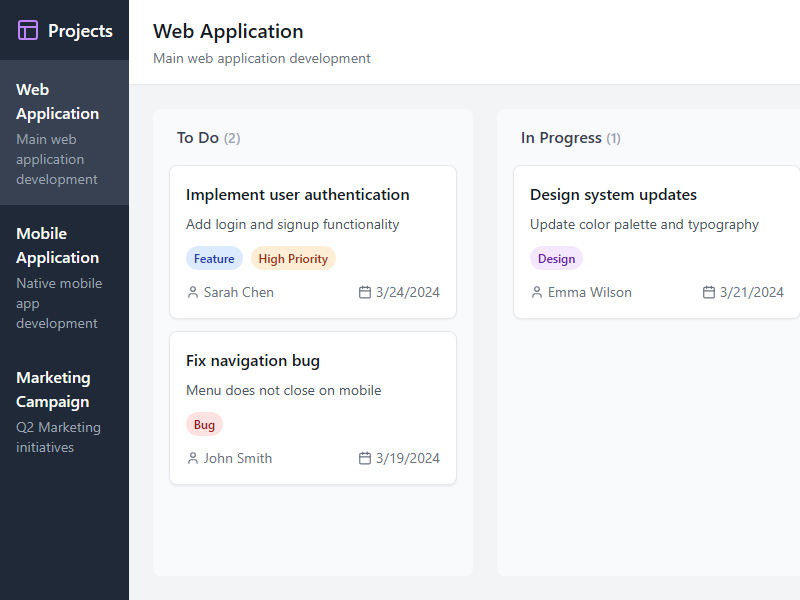 Projects
Web
Application
Main web
application
development
Mobile
Application
Native mobile
app
development
Marketing
Campaign
Q2 Marketing
initiatives
Web Application
Main web application development
To Do (2)
Implement user authentication
Add login and signup functionality
Feature High Priority
Sarah Chen 3/24/2024
Fix navigation bug
Menu does not close on mobile
Bug
John Smith 3/19/2024
In Progress (1)
Design system updates
Update color palette and typography
Design
Emma Wilson 3/21/2024